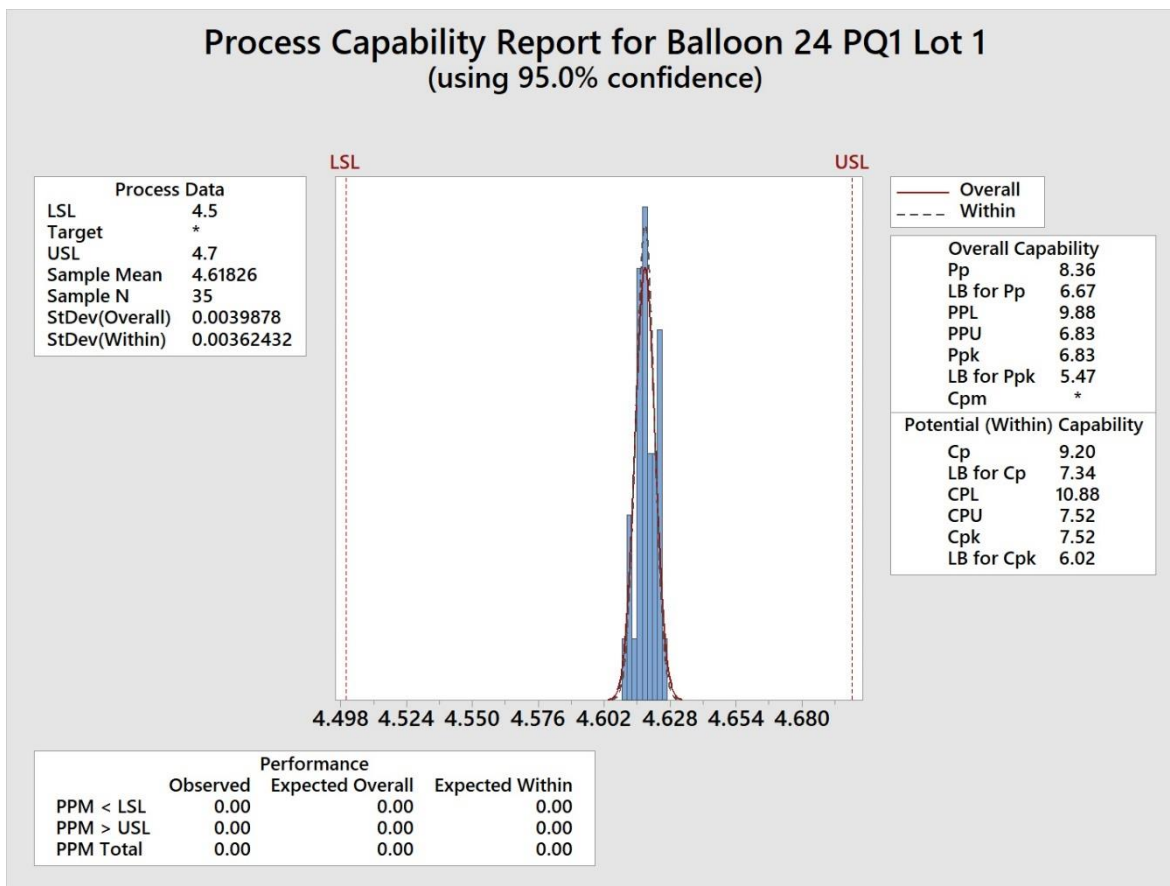 Process Capability Report for Balloon 24 PQ1 Lot 1
(using 95.0% confidence)
LSL USL
Process Data
LSL 4.5
Target *
USL 4.7
Sample Mean 4.61826
Sample N 35
StDev(Overall) 0.0039878
StDev(Within) 0.00362432
Overall
Within
Overall Capability
Pp 8.36
LB for Pp 6.67
PPL 9.88
PPU 6.83
Ppk 6.83
LB for Ppk 5.47
Cpm *
Potential (Within) Capability
Cp 9.20
LB for Cp 7.34
CPL 10.88
CPU 7.52
Cpk 7.52
LB for Cpk 6.02
4.498 4.524 4.550 4.576 4.602 4.628 4.654 4.680
Performance
Observed Expected Overall Expected Within
PPM < LSL 0.00 0.00 0.00
PPM > USL 0.00 0.00 0.00
PPM Total 0.00 0.00 0.00